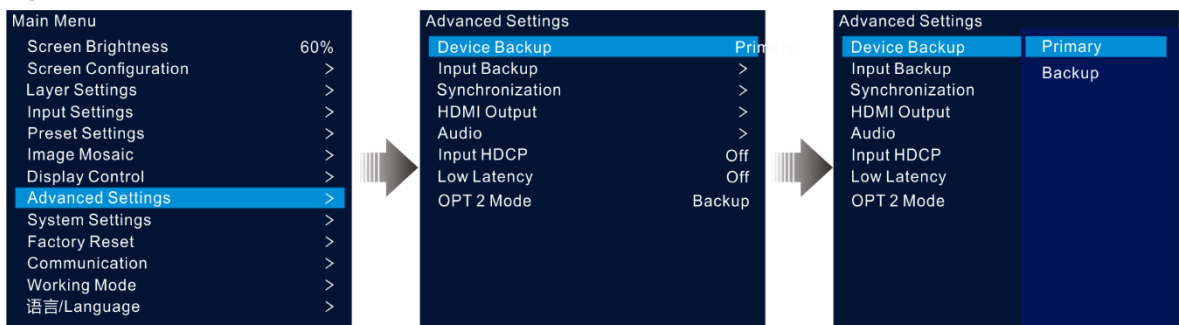 Main Menu
Screen Brightness 60%
Screen Configuration >
Layer Settings >
Input Settings >
Preset Settings >
Image Mosaic >
Display Control >
Advanced Settings >
System Settings >
Factory Reset >
Communication >
Working Mode >
语言/Language >
Advanced Settings
Device Backup Primary
Input Backup >
Synchronization >
HDMI Output >
Audio >
Input HDCP Off
Low Latency Off
OPT 2 Mode Backup
Advanced Settings
Device Backup Primary
Input Backup Backup
Synchronization
HDMI Output
Audio
Input HDCP
Low Latency
OPT 2 Mode